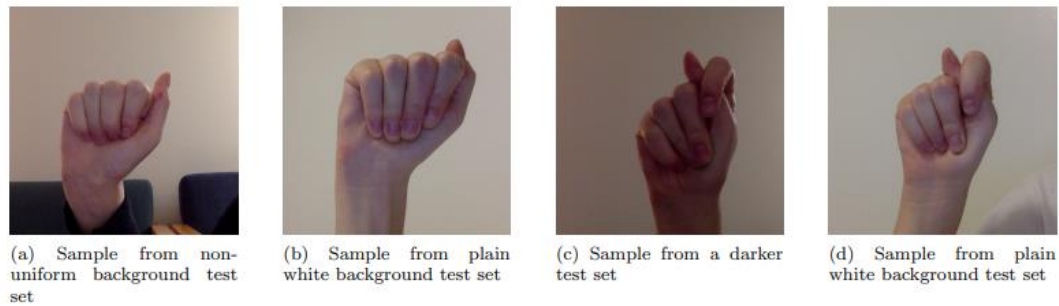 (a) Sample from non-
uniform background test
set
(b) Sample from plain
white background test set
(c) Sample from a darker
test set
(d) Sample from plain
white background test set